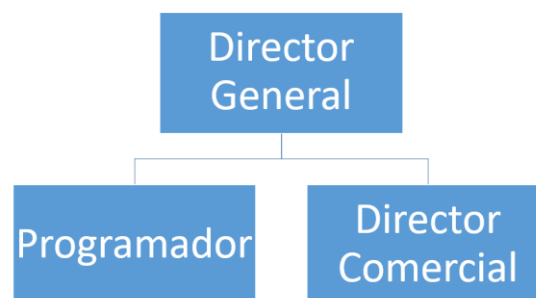 Director
General
Programador
Director
Comercial